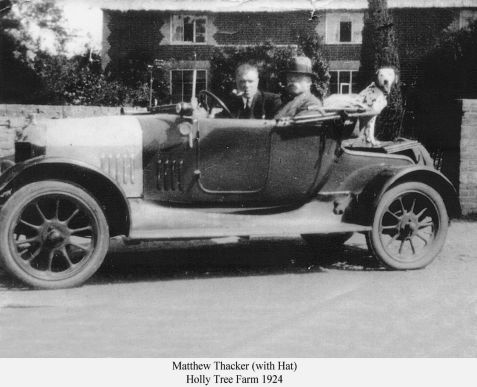 Matthew Thacker (with Hat)
Holly Tree Farm 1924